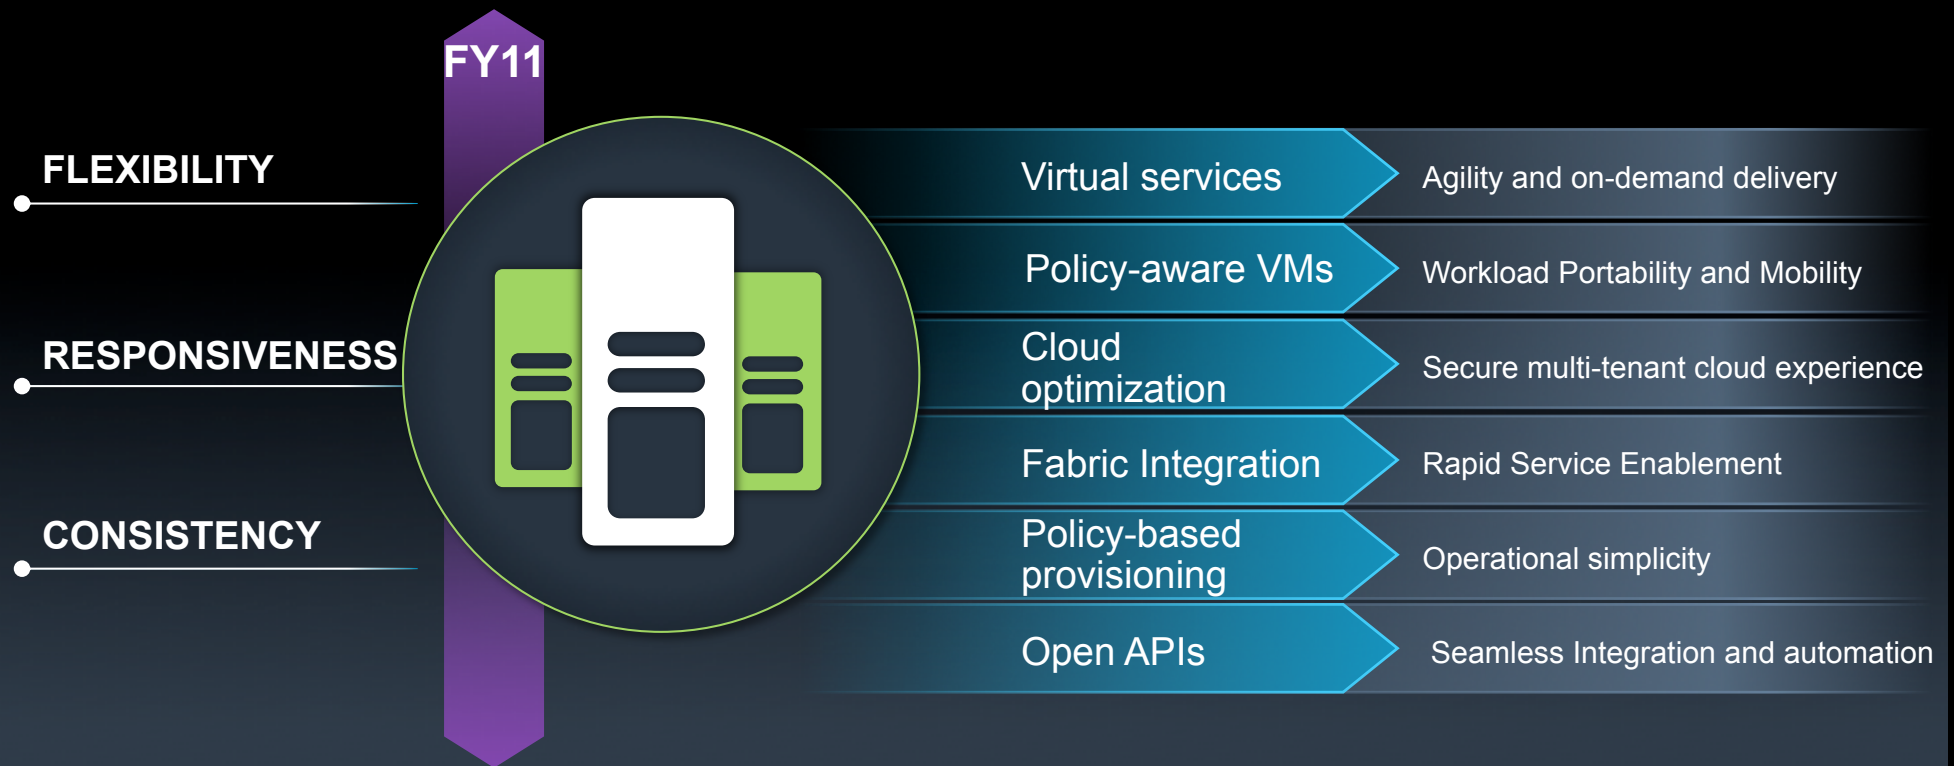 FY11
FLEXIBILITY
RESPONSIVENESS
CONSISTENCY
Virtual services
Agility and on-demand delivery
Policy-aware VMs
Workload Portability and Mobility
Cloud
optimization
Secure multi-tenant cloud experience
Fabric Integration
Rapid Service Enablement
Policy-based
provisioning
Operational simplicity
Open APIs
Seamless Integration and automation